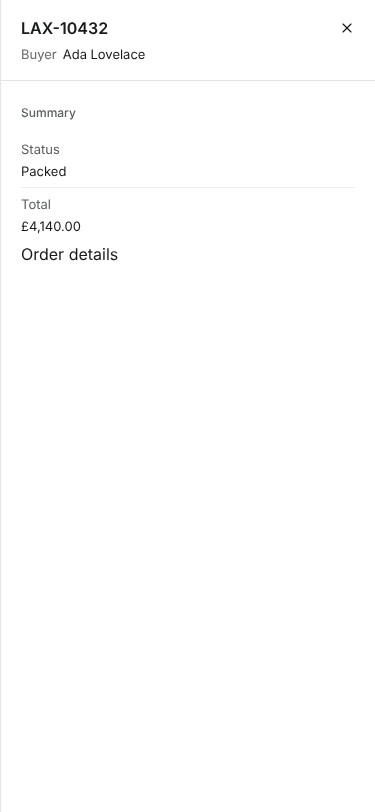 LAX-10432
Buyer Ada Lovelace
Summary
Status
Packed
Total
£4,140.00
Order details